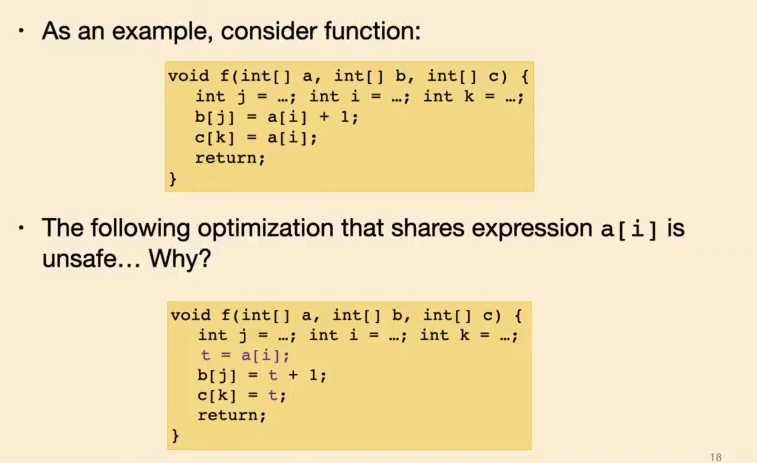 • As an example, consider function:
void f(int[] a, int[] b, int[] c) {
int j = …; int i = …; int k = …;
b[j] = a[i] + 1;
c[k] = a[i];
return;
}
• The following optimization that shares expression a[i] is
unsafe… Why?
void f(int[] a, int[] b, int[] c) {
int j = …; int i = …; int k = …;
t = a[i];
b[j] = t + 1;
c[k] = t;
return;
}
18